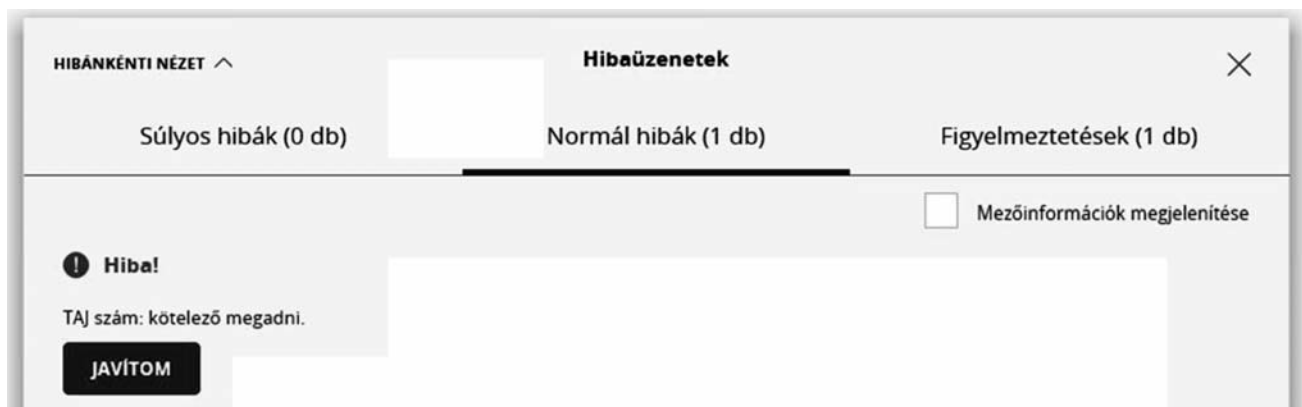 HIBÁNKÉNTI NÉZET
Hibaüzenetek
Súlyos hibák (0 db)
Normál hibák (1 db)
Figyelmeztetések (1 db)
Mezőinformációk megjelenítése
Hiba!
TAJ szám: kötelező megadni.
JAVÍTOM